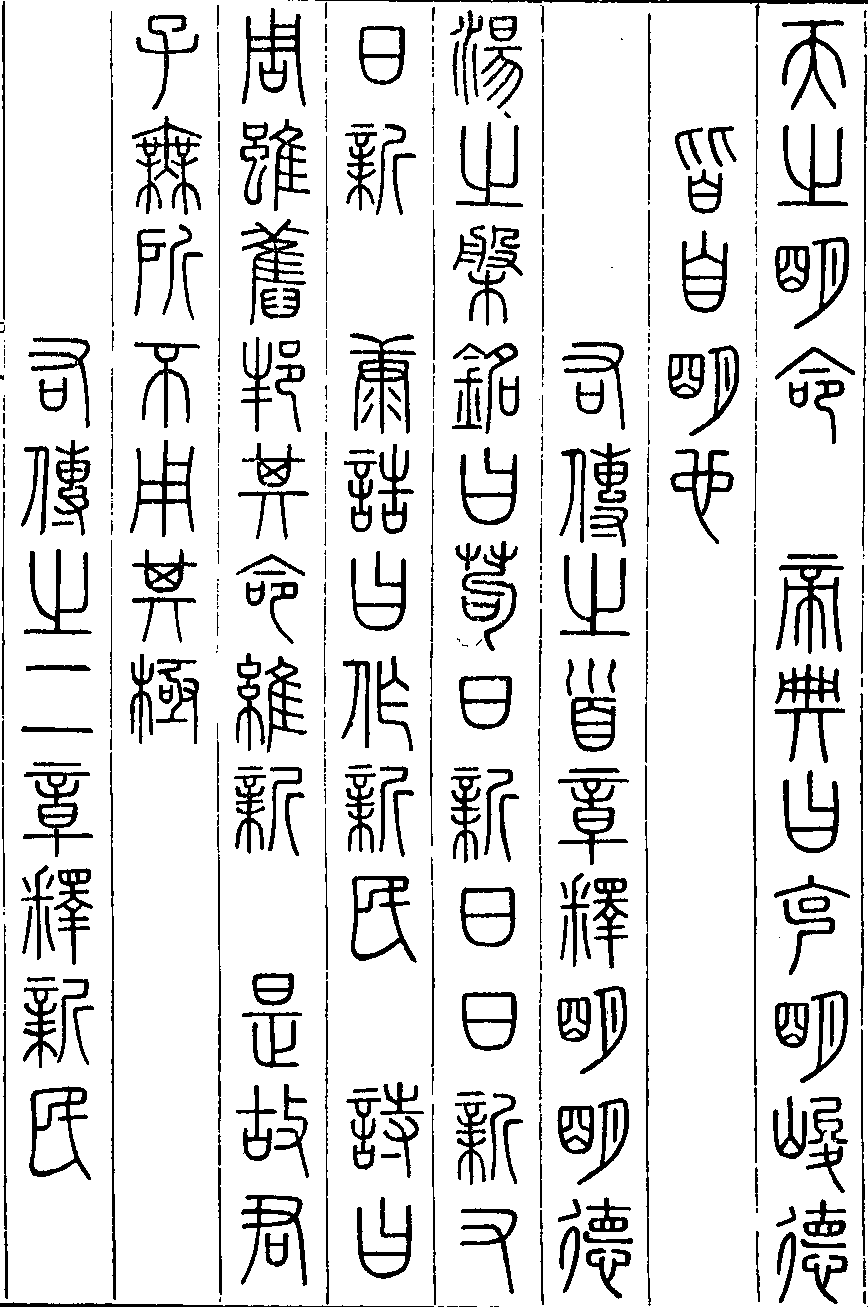 天之明命　帝典曰克明峻德
皆自明也
右傳之首章釋明明德
湯之槃銘曰苟日新日日新又
日新　康誥曰作新民　詩曰
周雖舊邦其命維新　是故君
子無所不用其極
右傳之二章釋新民